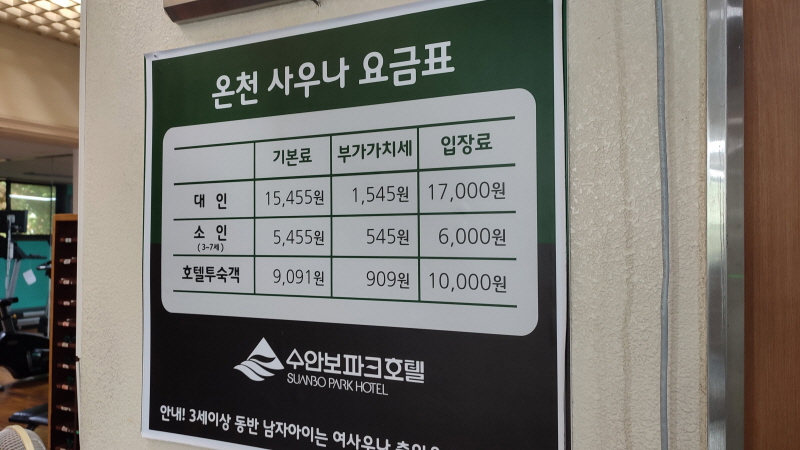 온천 사우나 요금표
기본료 부가가치세 입장료
대 인 15,455원 1,545원 17,000원
소 인 5,455원 545원 6,000원
(3~7세)
호텔투숙객 9,091원 909원 10,000원
수안보파크호텔
SUANBO PARK HOTEL
안내! 3세이상 동반 남자아이는 여사우나